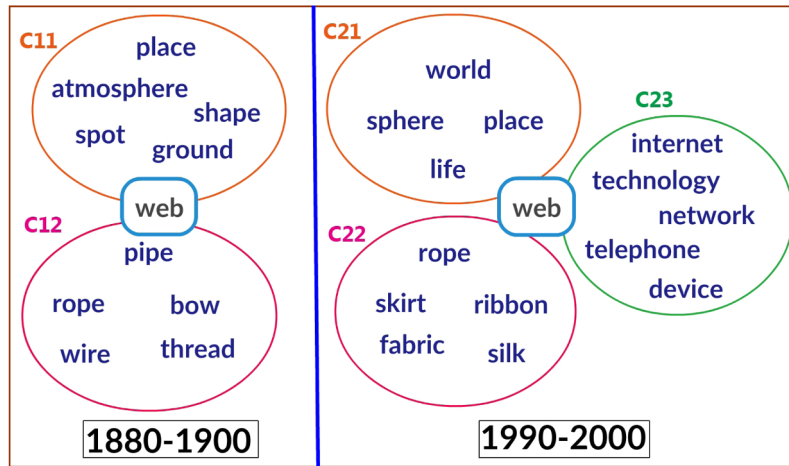 C11
place
atmosphere
shape
spot
ground
web
C12
pipe
rope
bow
wire
thread
1880-1900
C21
world
sphere
place
life
web
C22
rope
skirt
ribbon
fabric
silk
C23
internet
technology
network
telephone
device
1990-2000